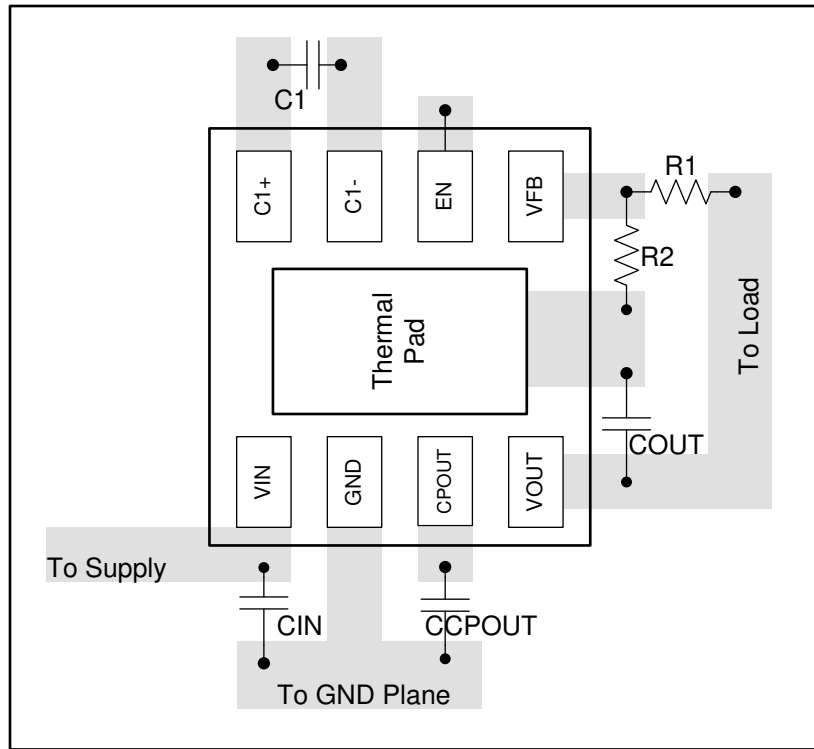 C1
C1+
C1-
EN
VFB
R1
R2
Thermal
Pad
To Load
COUT
VIN
GND
CPOUT
VOUT
To Supply
CIN
CCPOUT
To GND Plane